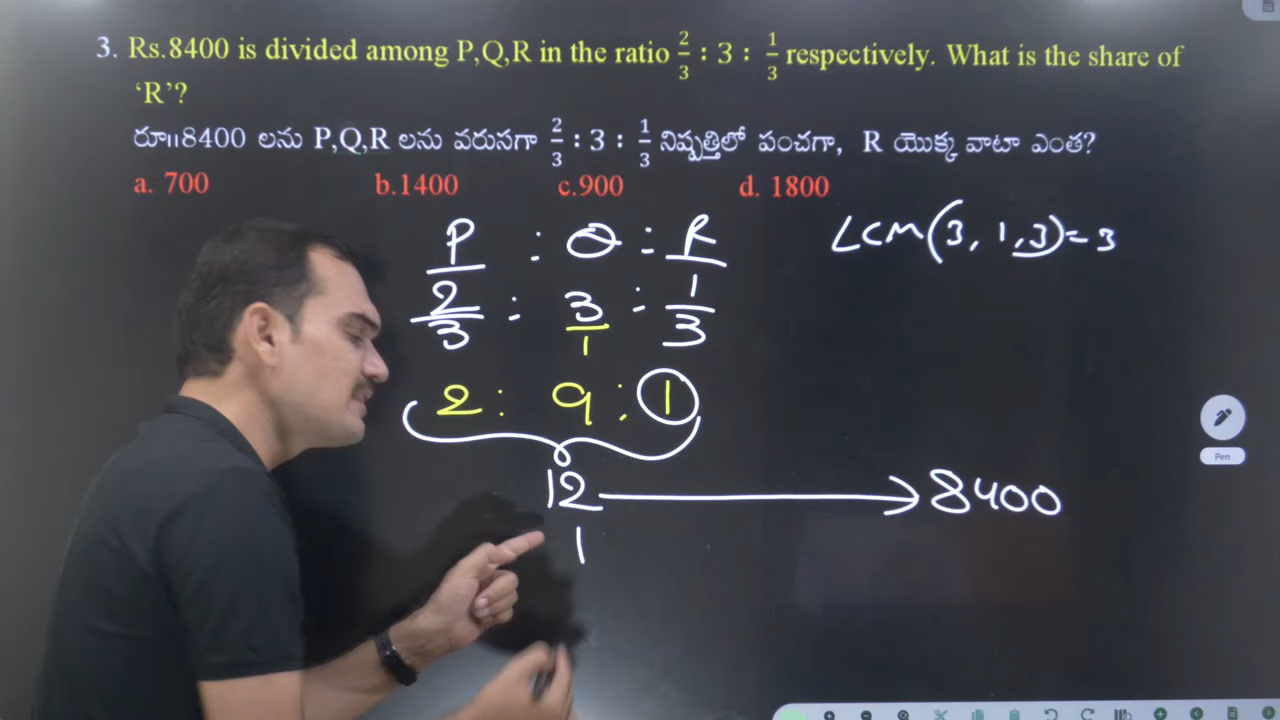 3. Rs.8400 is divided among P,Q,R in the ratio 2/3 : 3 : 1/3 respectively. What is the share of
‘R’?
రూ॥8400 లను P,Q,R లను వరుసగా 2/3 : 3 : 1/3 నిష్పత్తిలో పంచగా, R యొక్క వాటా ఎంత?
a. 700 b.1400 c.900 d. 1800
P : Q : R LCM(3, 1, 3)=3
2/3 : 3/1 : 1/3
2 : 9 : 1
12 → 8400
1
Pen